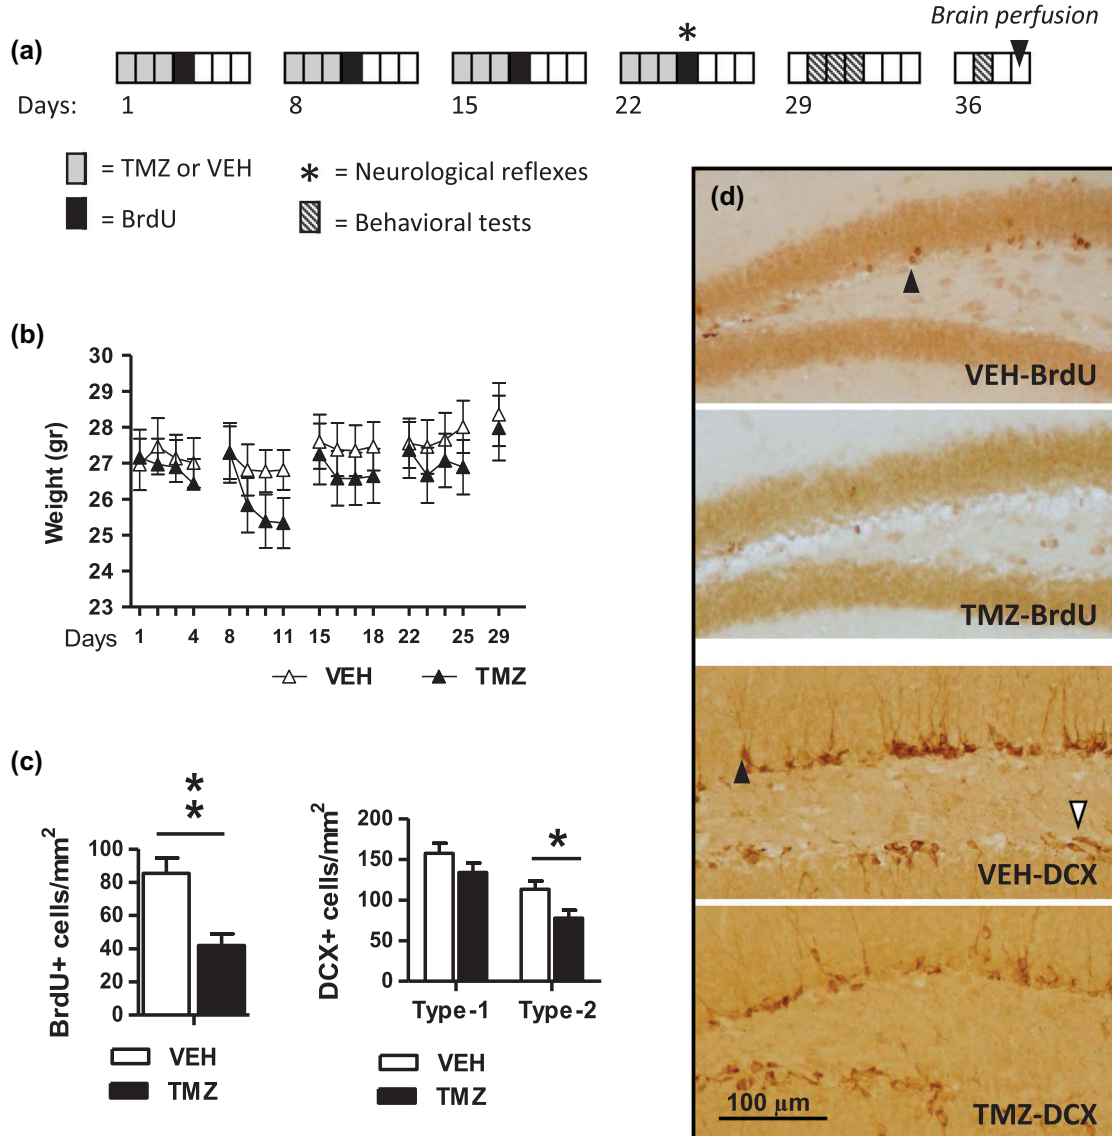 Brain perfusion
(a)
*
Days: 1 8 15 22 29 36
= TMZ or VEH
* = Neurological reflexes
= BrdU
= Behavioral tests
(d)
VEH-BrdU
TMZ-BrdU
VEH-DCX
TMZ-DCX
100 µm
(b)
Weight (gr)
30
29
28
27
26
25
24
23
Days 1 4 8 11 15 18 22 25 29
VEH TMZ
(c)
*
*
BrdU+ cells/mm²
100
80
60
40
20
0
VEH
TMZ
*
DCX+ cells/mm²
200
150
100
50
0
Type-1 Type-2
VEH
TMZ